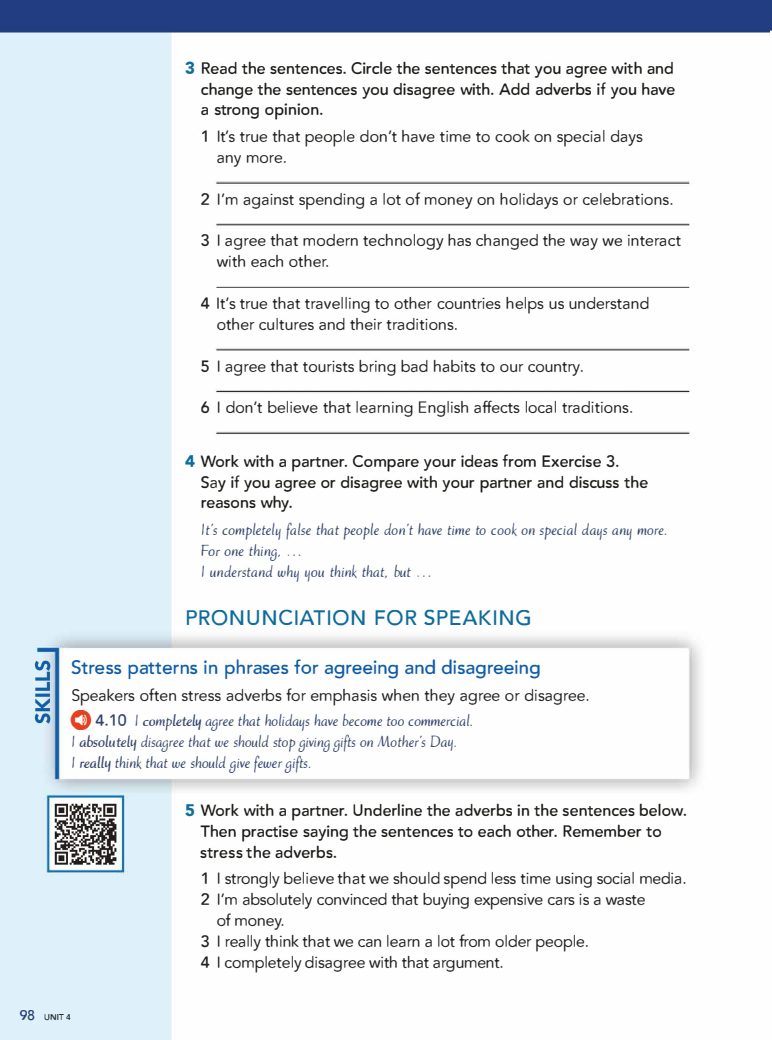 3 Read the sentences. Circle the sentences that you agree with and
change the sentences you disagree with. Add adverbs if you have
a strong opinion.
1 It's true that people don't have time to cook on special days
any more.
2 I'm against spending a lot of money on holidays or celebrations.
3 I agree that modern technology has changed the way we interact
with each other.
4 It's true that travelling to other countries helps us understand
other cultures and their traditions.
5 I agree that tourists bring bad habits to our country.
6 I don't believe that learning English affects local traditions.
4 Work with a partner. Compare your ideas from Exercise 3.
Say if you agree or disagree with your partner and discuss the
reasons why.
It's completely false that people don't have time to cook on special days any more.
For one thing, ...
I understand why you think that, but ...
PRONUNCIATION FOR SPEAKING
SKILLS
Stress patterns in phrases for agreeing and disagreeing
Speakers often stress adverbs for emphasis when they agree or disagree.
4.10 I completely agree that holidays have become too commercial.
I absolutely disagree that we should stop giving gifts on Mother's Day.
I really think that we should give fewer gifts.
5 Work with a partner. Underline the adverbs in the sentences below.
Then practise saying the sentences to each other. Remember to
stress the adverbs.
1 I strongly believe that we should spend less time using social media.
2 I'm absolutely convinced that buying expensive cars is a waste
of money.
3 I really think that we can learn a lot from older people.
4 I completely disagree with that argument.
98 UNIT 4